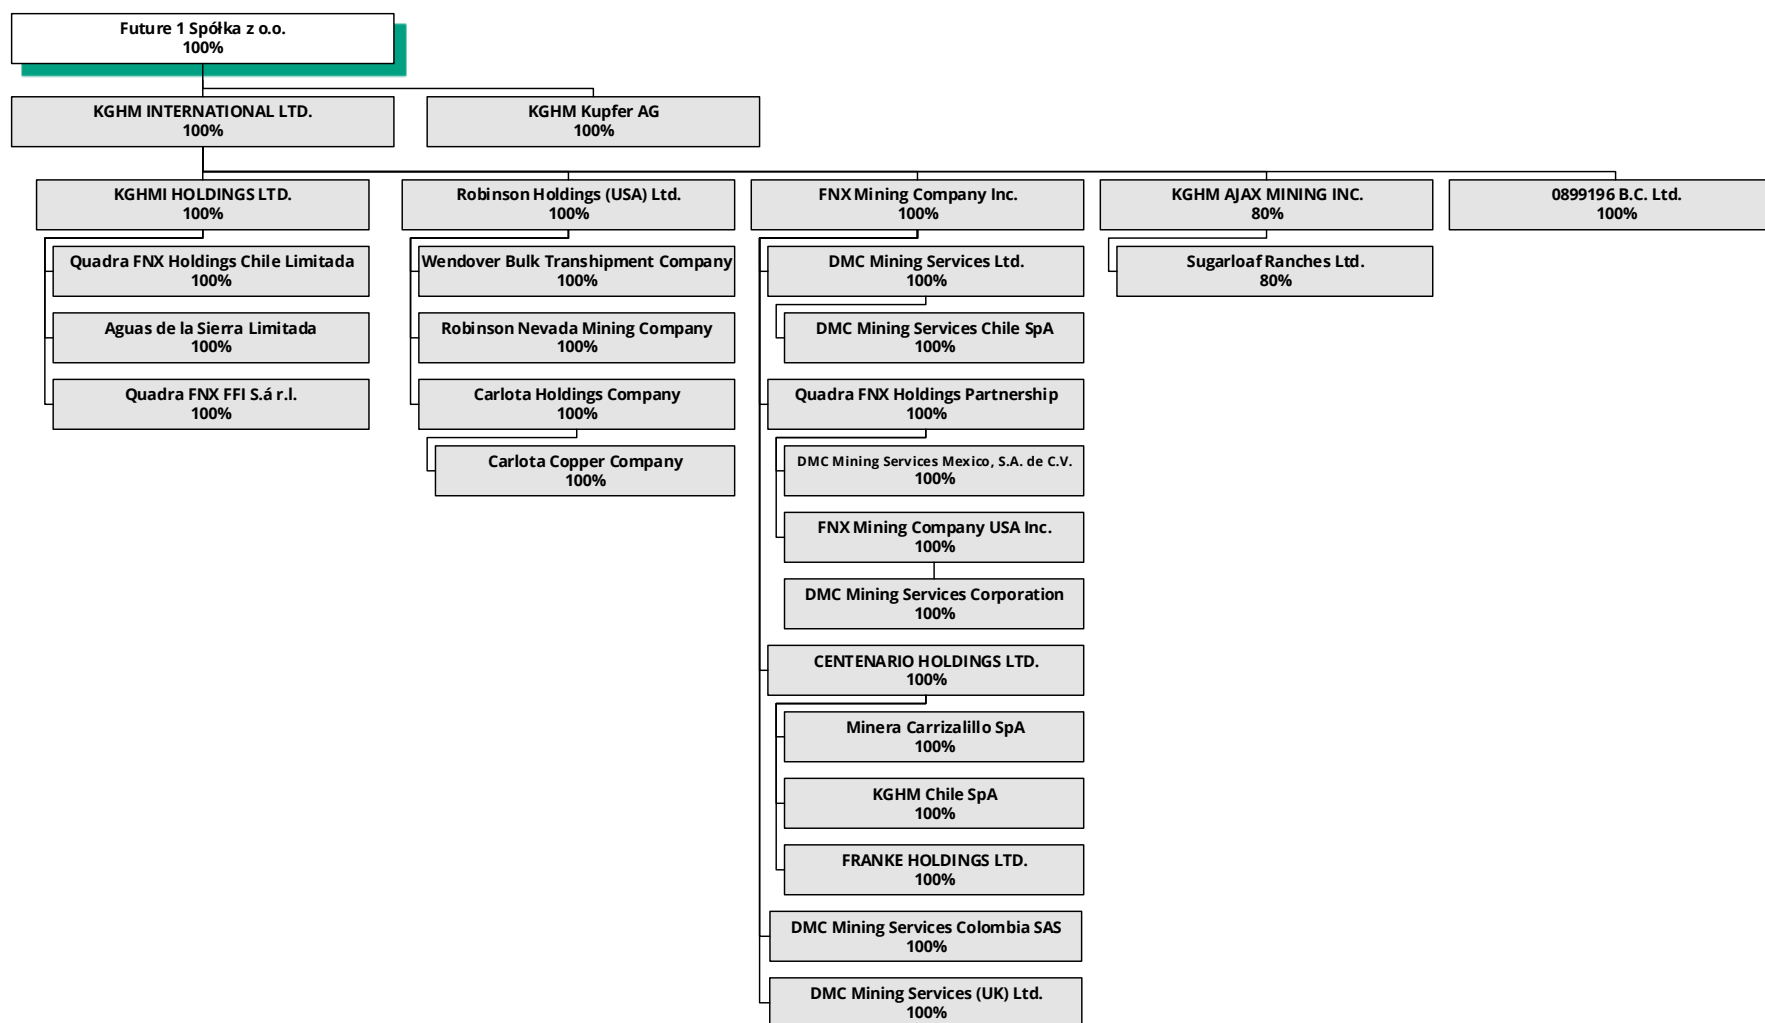 Future 1 Spółka z o.o.
100%
KGHM INTERNATIONAL LTD.
100%
KGHM Kupfer AG
100%
KGHMI HOLDINGS LTD.
100%
Robinson Holdings (USA) Ltd.
100%
FNX Mining Company Inc.
100%
KGHM AJAX MINING INC.
80%
0899196 B.C. Ltd.
100%
Quadra FNX Holdings Chile Limitada
100%
Aguas de la Sierra Limitada
100%
Quadra FNX FFI S.á r.l.
100%
Wendover Bulk Transhipment Company
100%
Robinson Nevada Mining Company
100%
Carlota Holdings Company
100%
Carlota Copper Company
100%
DMC Mining Services Ltd.
100%
DMC Mining Services Chile SpA
100%
Quadra FNX Holdings Partnership
100%
DMC Mining Services Mexico, S.A. de C.V.
100%
FNX Mining Company USA Inc.
100%
DMC Mining Services Corporation
100%
CENTENARIO HOLDINGS LTD.
100%
Minera Carrizalillo SpA
100%
KGHM Chile SpA
100%
FRANKE HOLDINGS LTD.
100%
DMC Mining Services Colombia SAS
100%
DMC Mining Services (UK) Ltd.
100%
Sugarloaf Ranches Ltd.
80%